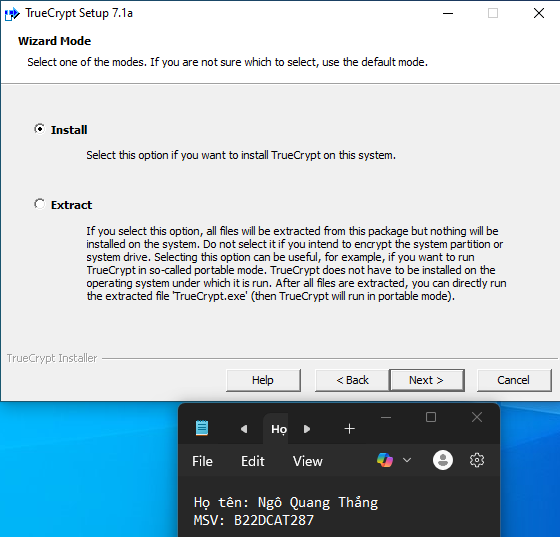 TrueCrypt Setup 7.1a
Wizard Mode
Select one of the modes. If you are not sure which to select, use the default mode.
Install
Select this option if you want to install TrueCrypt on this system.
Extract
If you select this option, all files will be extracted from this package but nothing will be
installed on the system. Do not select it if you intend to encrypt the system partition or
system drive. Selecting this option can be useful, for example, if you want to run
TrueCrypt in so-called portable mode. TrueCrypt does not have to be installed on the
operating system under which it is run. After all files are extracted, you can directly run
the extracted file 'TrueCrypt.exe' (then TrueCrypt will run in portable mode).
TrueCrypt Installer
Help
< Back
Next >
Cancel
Họ
File Edit View
Họ tên: Ngô Quang Thắng
MSV: B22DCAT287